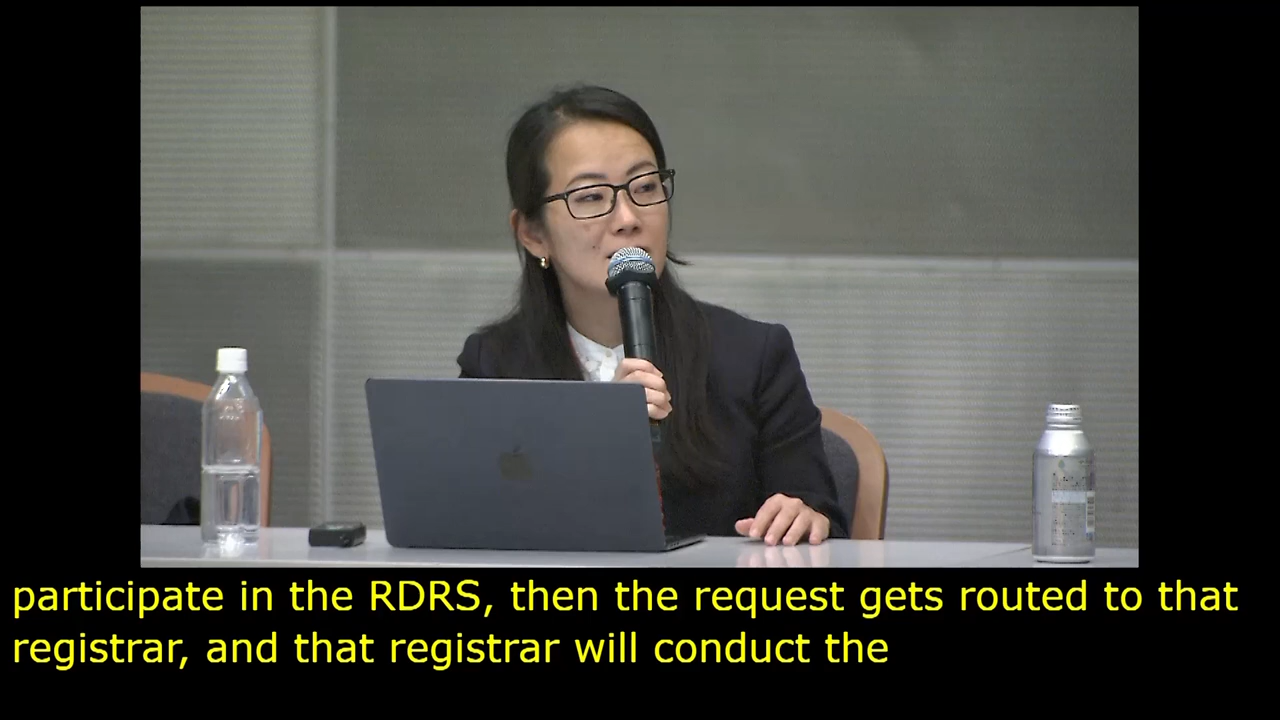 participate in the RDRS, then the request gets routed to that
registrar, and that registrar will conduct the